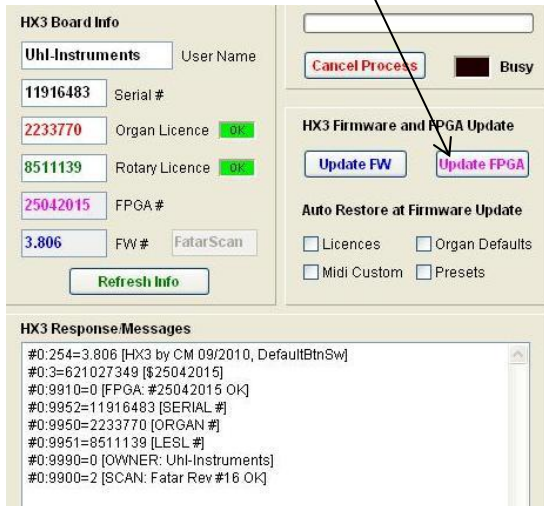 HX3 Board Info
Uhl-Instruments User Name
11916483 Serial #
2233770 Organ Licence OK
8511139 Rotary Licence OK
25042015 FPGA #
3.806 FW # FatarScan
Refresh Info
Cancel Process Busy
HX3 Firmware and FPGA Update
Update FW Update FPGA
Auto Restore at Firmware Update
Licences Organ Defaults
Midi Custom Presets
HX3 Response/Messages
#0:254=3.806 [HX3 by CM 09/2010, DefaultBtnSw]
#0:3=621027349 [$25042015]
#0:9910=0 [FPGA: #25042015 OK]
#0:9952=11916483 [SERIAL #]
#0:9950=2233770 [ORGAN #]
#0:9951=8511139 [LESL #]
#0:9990=0 [OWNER: Uhl-Instruments]
#0:9900=2 [SCAN: Fatar Rev #16 OK]